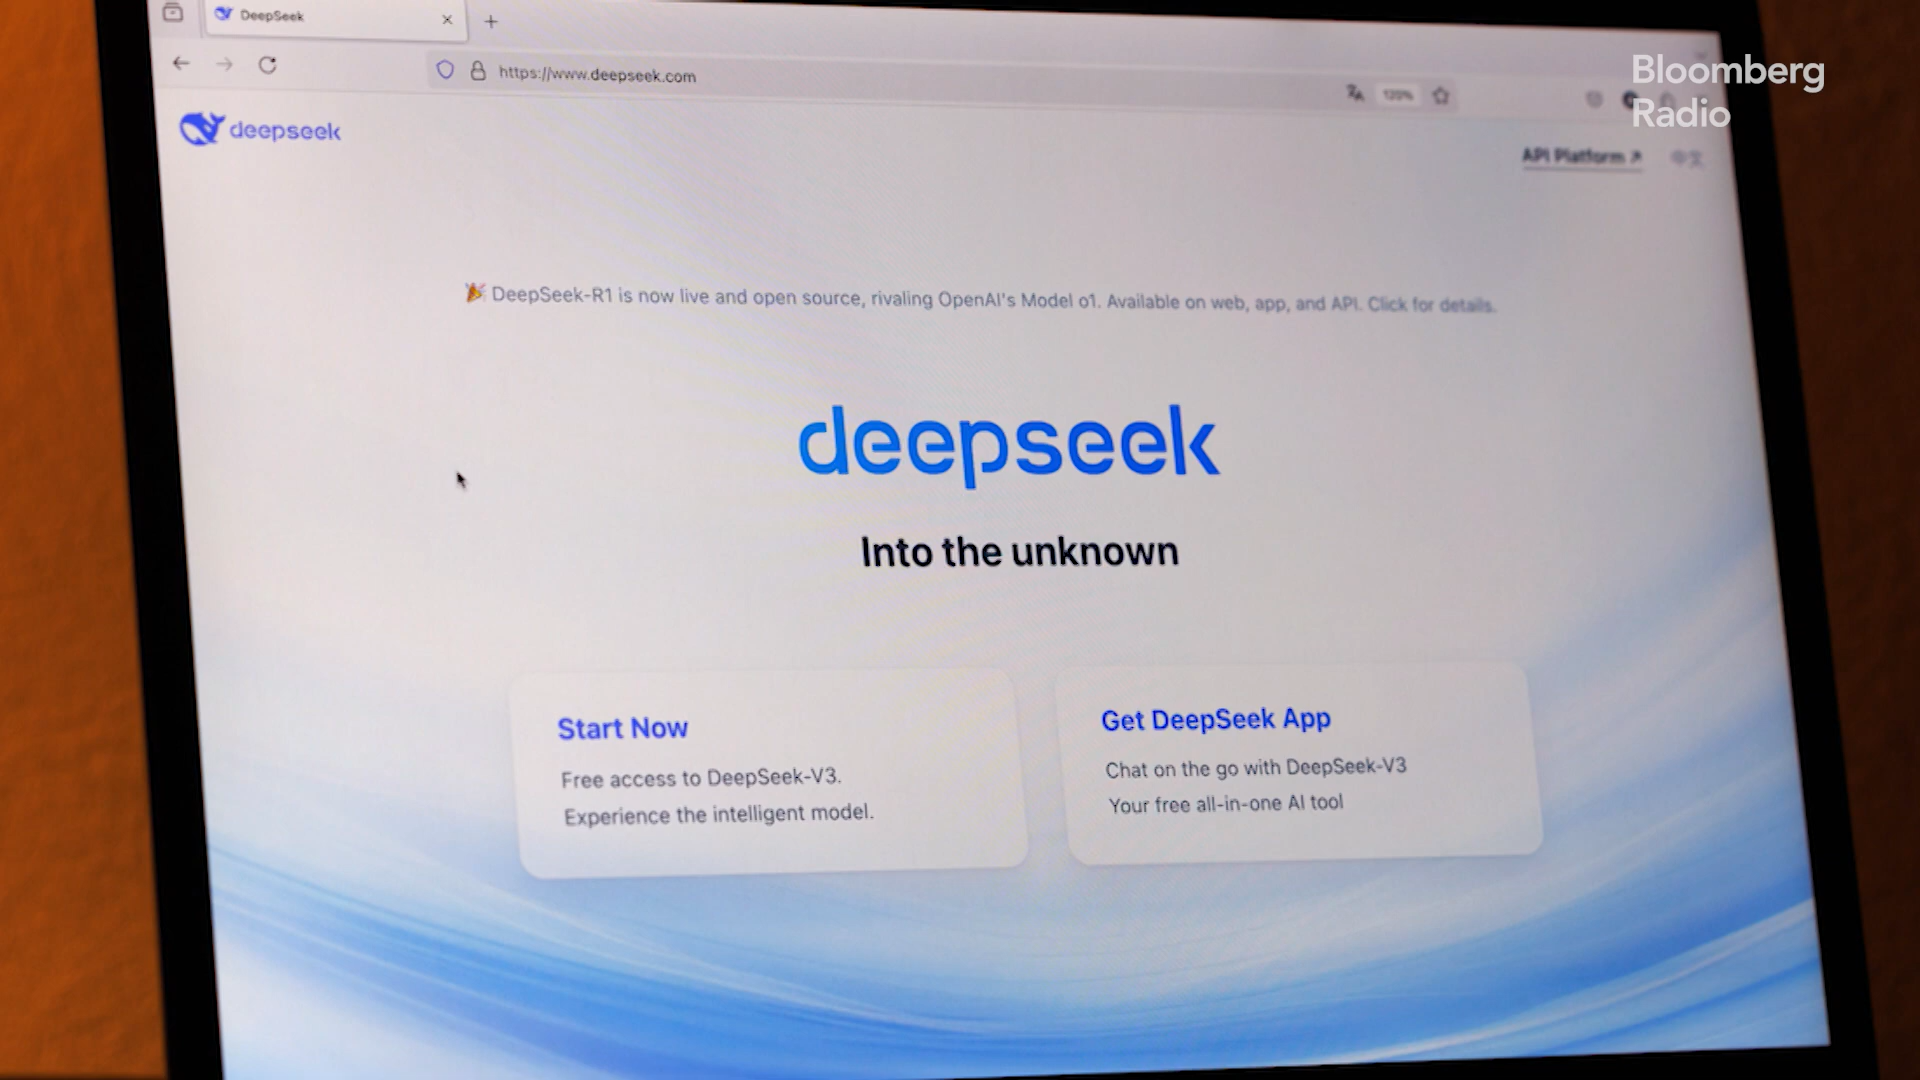 DeepSeek
https://www.deepseek.com
120%
Bloomberg
Radio
deepseek
API Platform
中文
🎉 DeepSeek-R1 is now live and open source, rivaling OpenAI's Model o1. Available on web, app, and API. Click for details.
deepseek
Into the unknown
Start Now
Free access to DeepSeek-V3.
Experience the intelligent model.
Get DeepSeek App
Chat on the go with DeepSeek-V3
Your free all-in-one AI tool